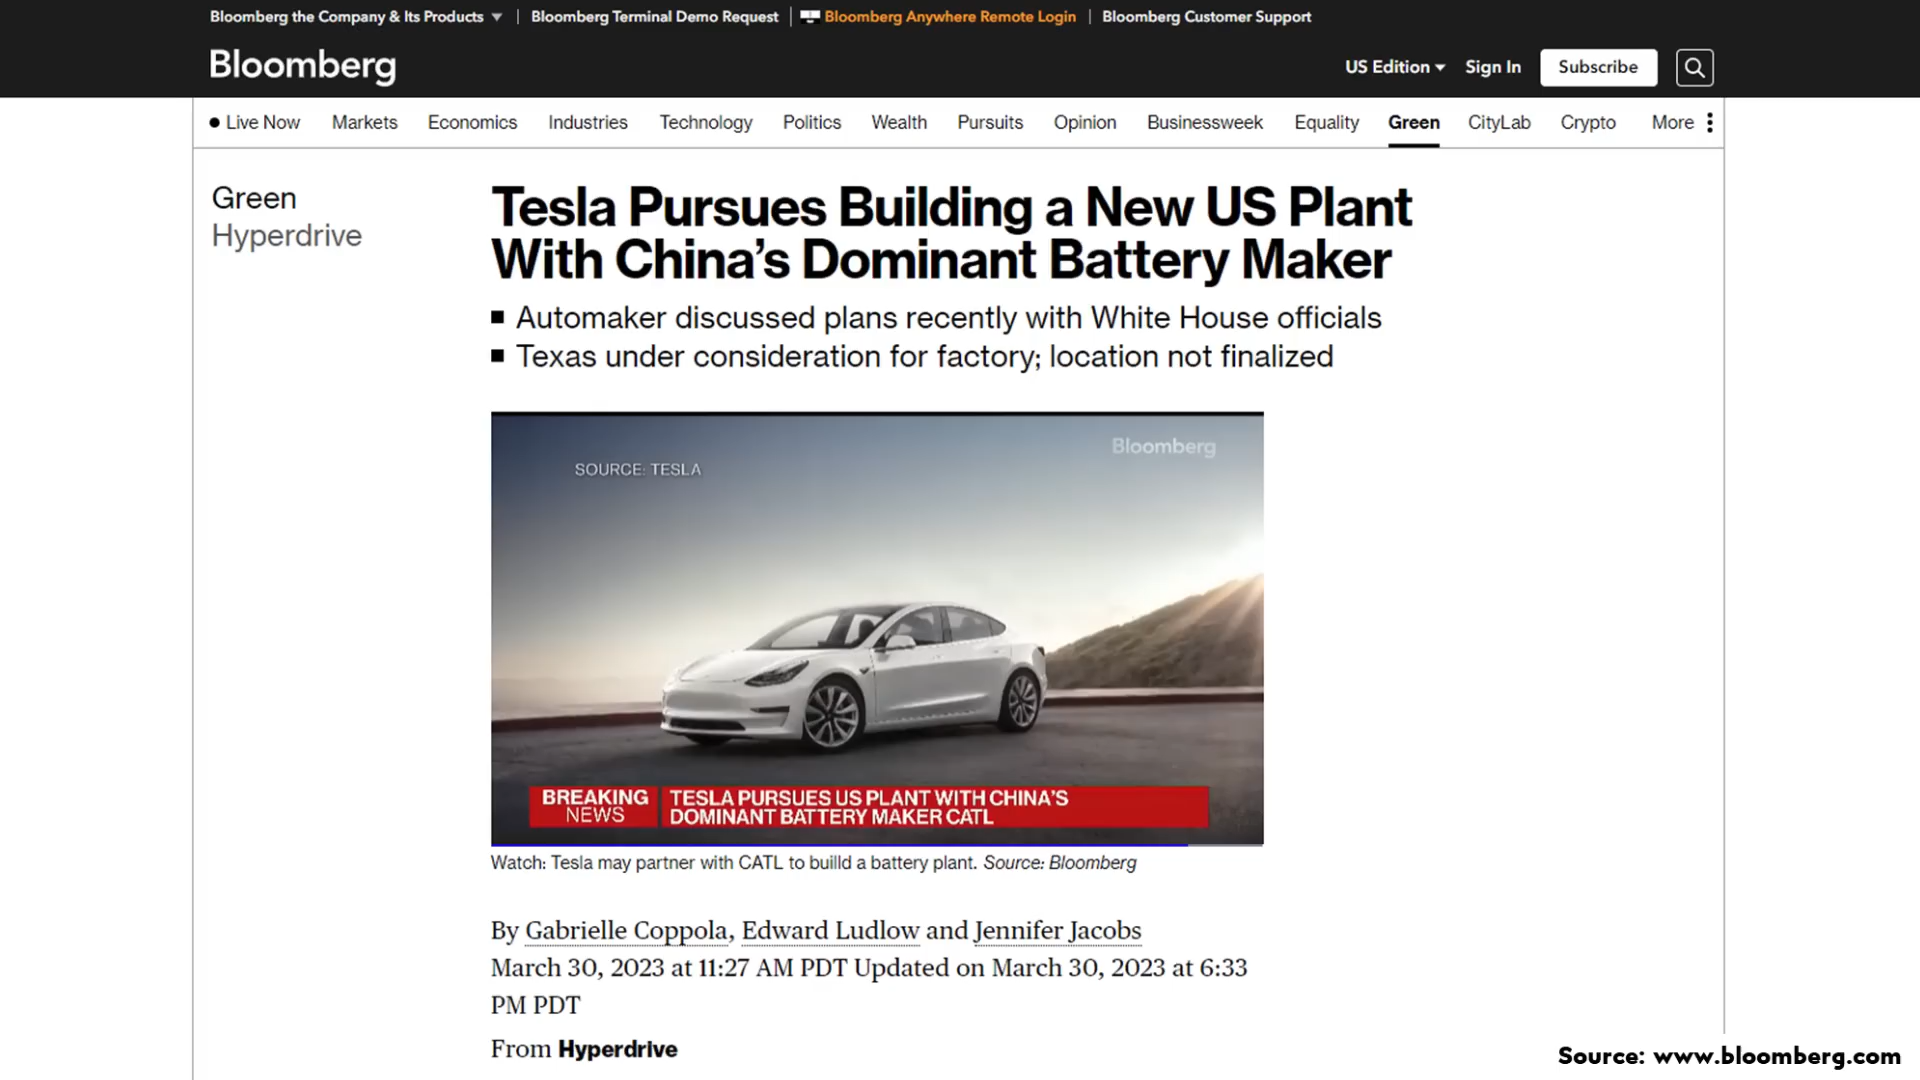 Bloomberg the Company & Its Products
Bloomberg Terminal Demo Request
Bloomberg Anywhere Remote Login
Bloomberg Customer Support
Bloomberg
US Edition
Sign In
Subscribe
Live Now
Markets
Economics
Industries
Technology
Politics
Wealth
Pursuits
Opinion
Businessweek
Equality
Green
CityLab
Crypto
More
Green
Hyperdrive
Tesla Pursues Building a New US Plant
With China’s Dominant Battery Maker
Automaker discussed plans recently with White House officials
Texas under consideration for factory; location not finalized
Bloomberg
SOURCE: TESLA
BREAKING
NEWS
TESLA PURSUES US PLANT WITH CHINA'S
DOMINANT BATTERY MAKER CATL
Watch: Tesla may partner with CATL to builld a battery plant. Source: Bloomberg
By Gabrielle Coppola, Edward Ludlow and Jennifer Jacobs
March 30, 2023 at 11:27 AM PDT Updated on March 30, 2023 at 6:33
PM PDT
From Hyperdrive
Source: www.bloomberg.com